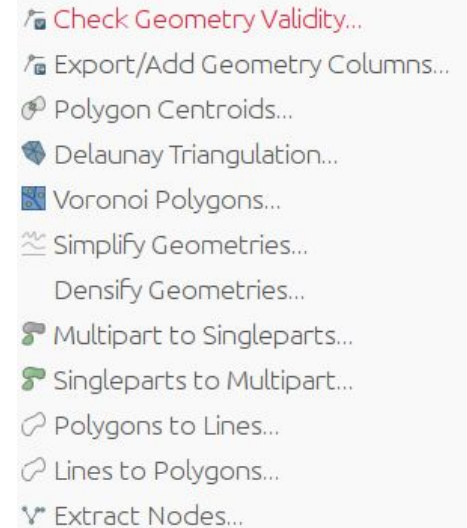 Check Geometry Validity...
Export/Add Geometry Columns...
Polygon Centroids...
Delaunay Triangulation...
Voronoi Polygons...
Simplify Geometries...
Densify Geometries...
Multipart to Singleparts...
Singleparts to Multipart...
Polygons to Lines...
Lines to Polygons...
Extract Nodes...